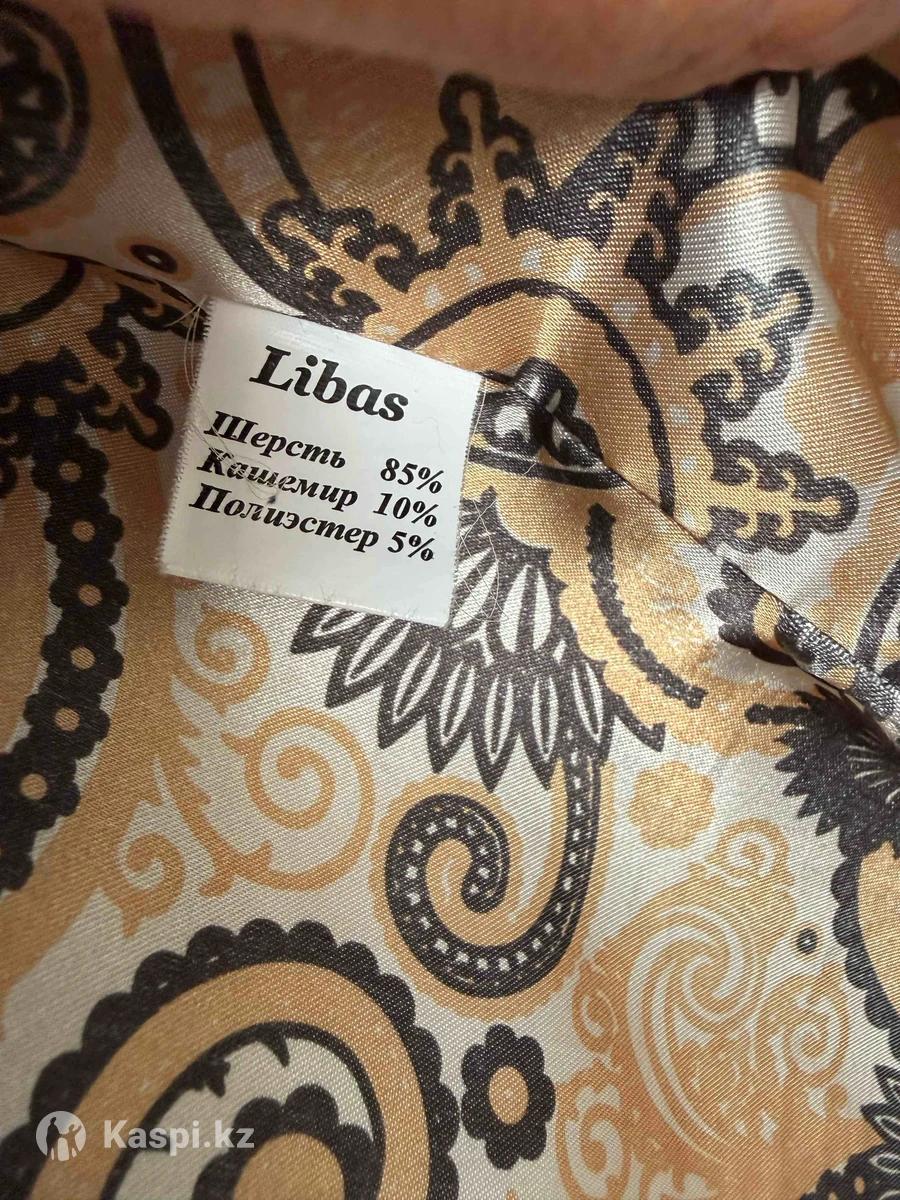 Libas
Шерсть 85%
Кашемир 10%
Полиэстер 5%
Kaspi.kz